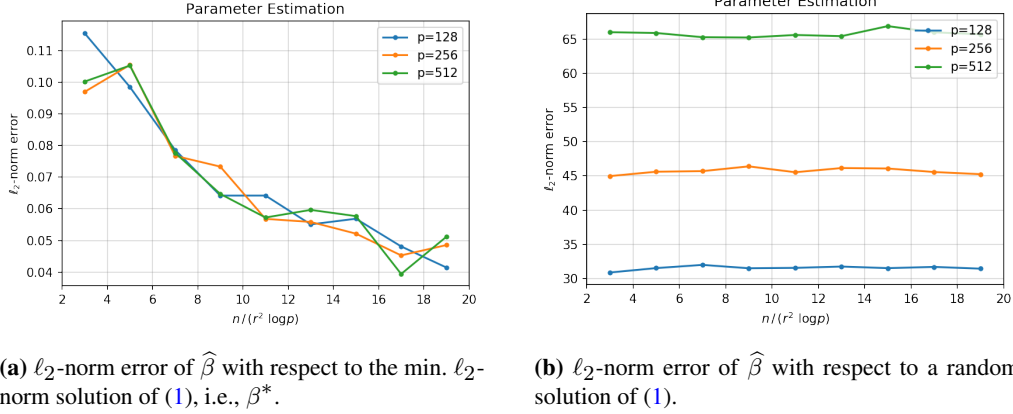 Parameter Estimation
p=128
p=256
p=512
0.11
0.10
0.09
0.08
0.07
0.06
0.05
0.04
ℓ2-norm error
2 4 6 8 10 12 14 16 18 20
n/(r² logp)
(a) ℓ2-norm error of β̂ with respect to the min. ℓ2-
norm solution of (1), i.e., β*.
Parameter Estimation
p=128
p=256
p=512
65
60
55
50
45
40
35
30
ℓ2-norm error
2 4 6 8 10 12 14 16 18 20
n/(r² logp)
(b) ℓ2-norm error of β̂ with respect to a random
solution of (1).